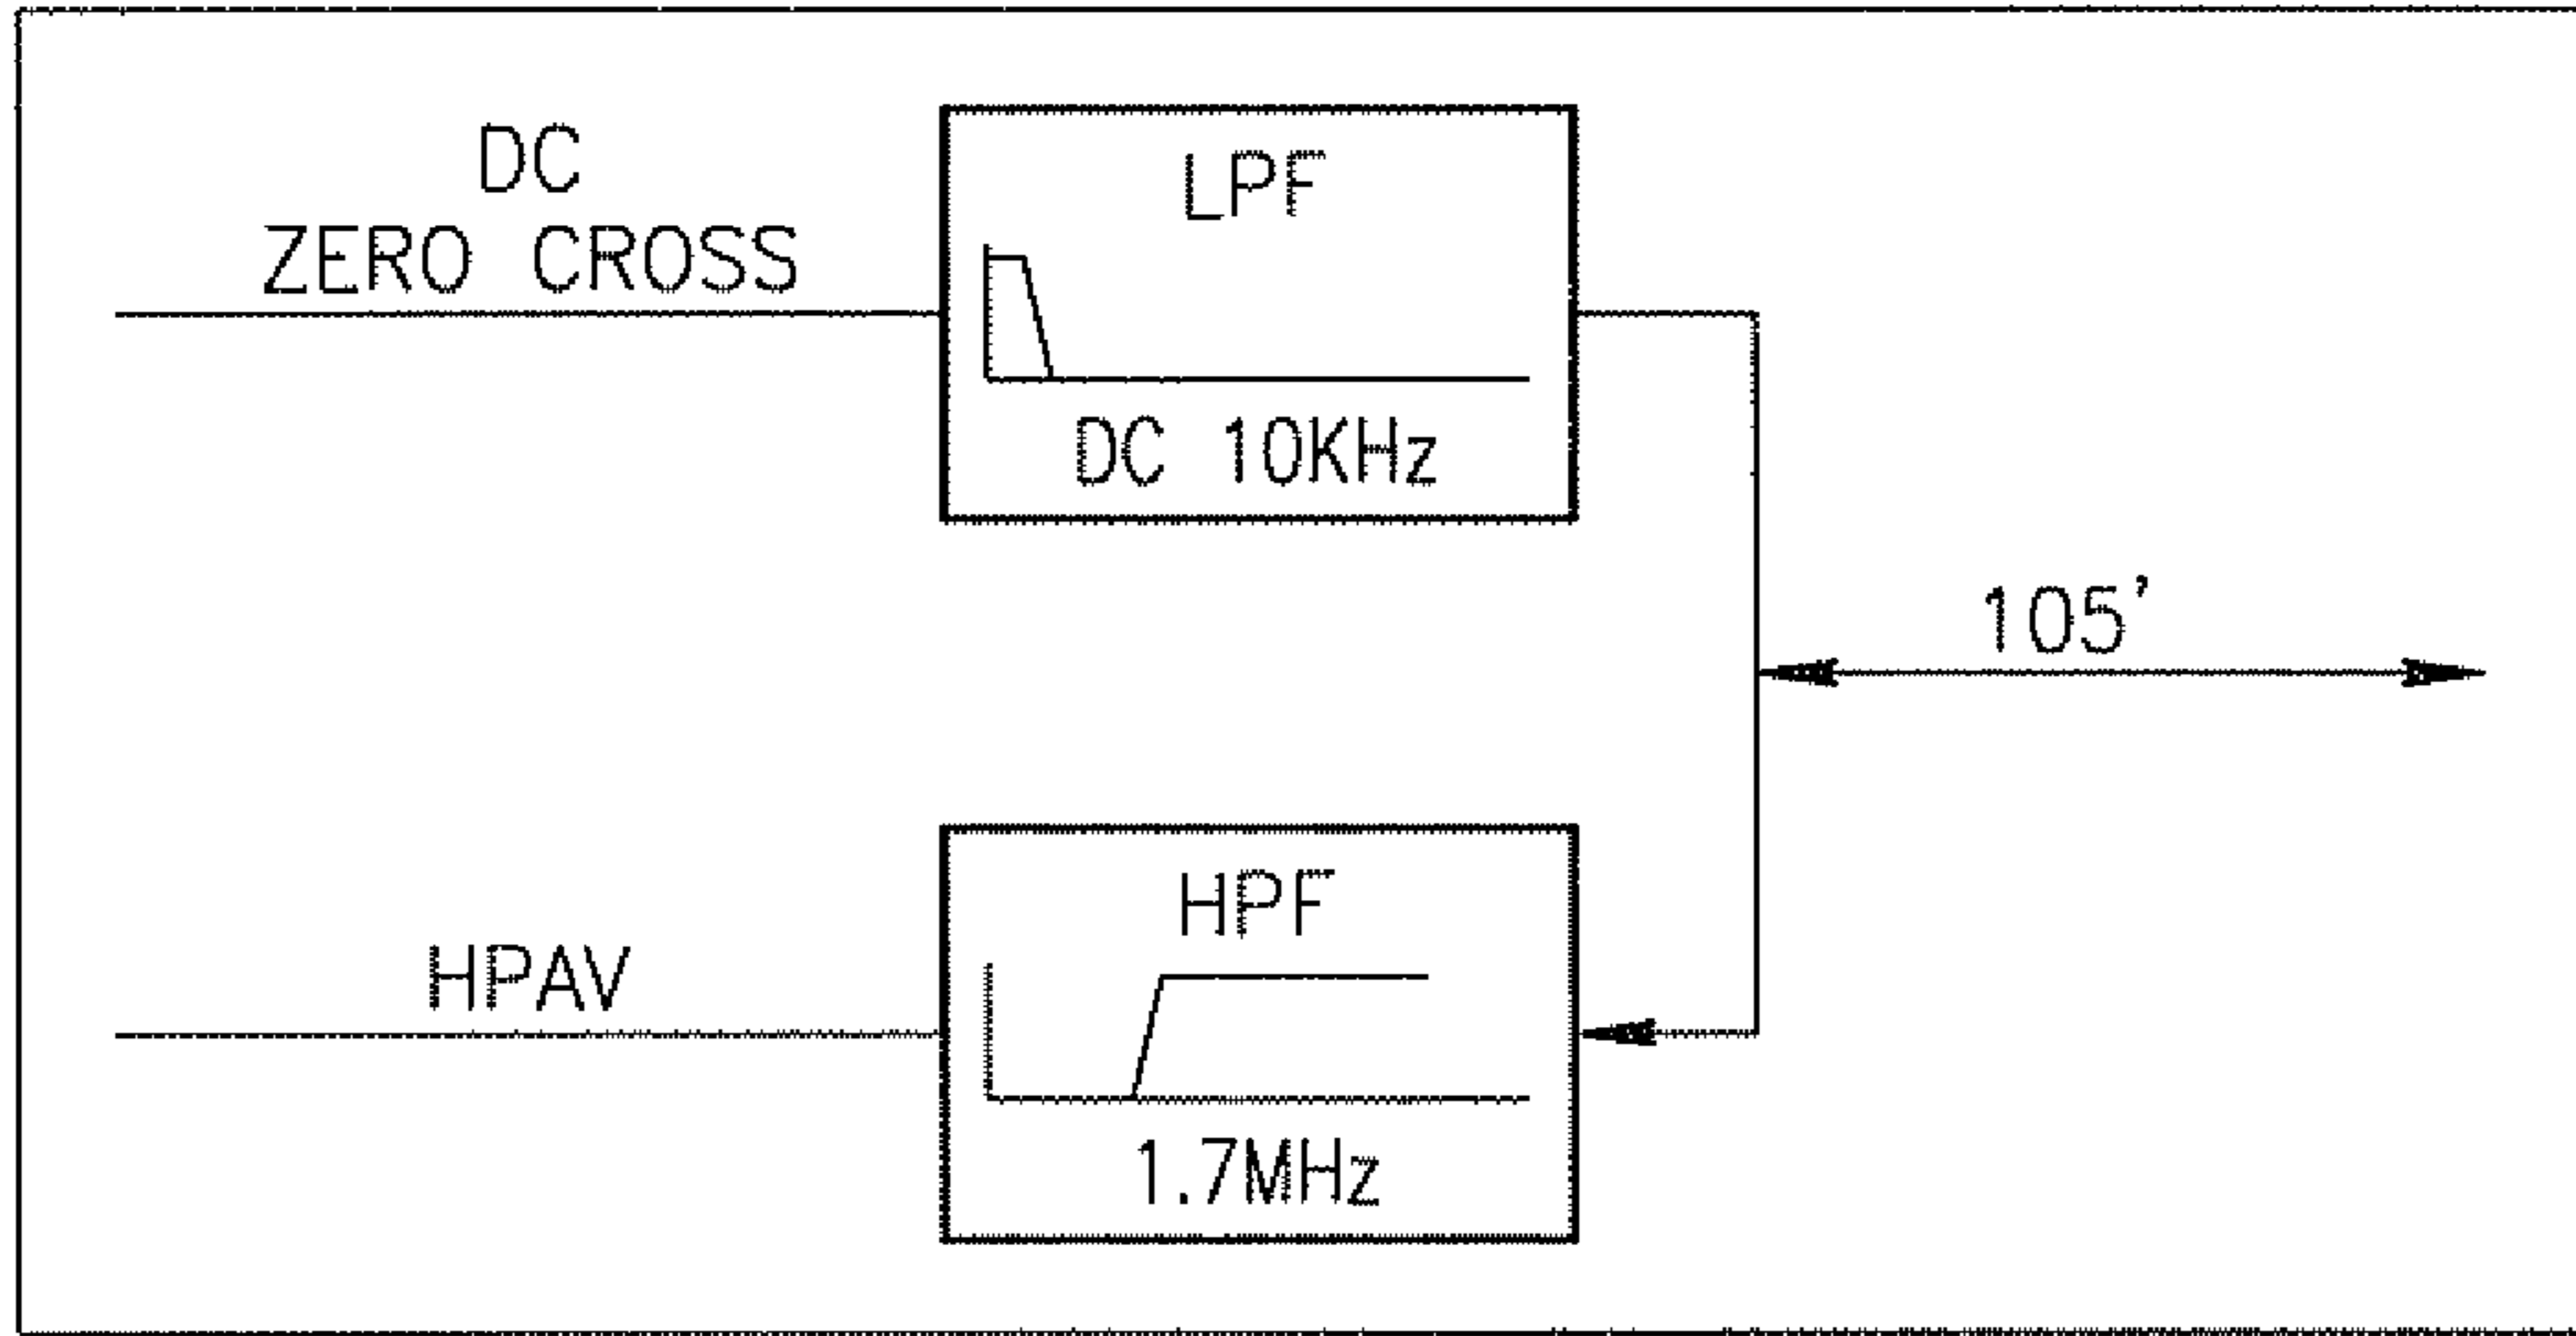 DC
ZERO CROSS
LPF
DC 10KHz
105'
HPF
HPAV
1.7MHz